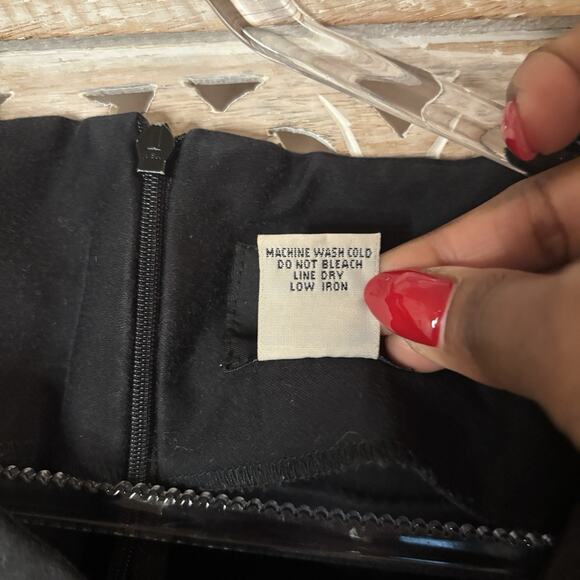 MACHINE WASH COLD
DO NOT BLEACH
LINE DRY
LOW IRON